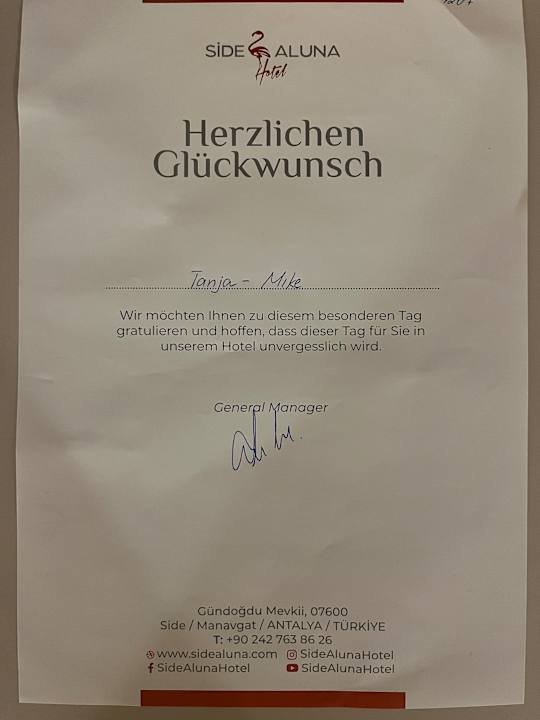 SİDE ALUNA
Hotel
Herzlichen
Glückwunsch
Tanja - Mike
Wir möchten Ihnen zu diesem besonderen Tag
gratulieren und hoffen, dass dieser Tag für Sie in
unserem Hotel unvergesslich wird.
General Manager
Gündoğdu Mevkii, 07600
Side / Manavgat / ANTALYA / TÜRKİYE
T: +90 242 763 86 26
www.sidealuna.com SideAlunaHotel
SideAlunaHotel SideAlunaHotel